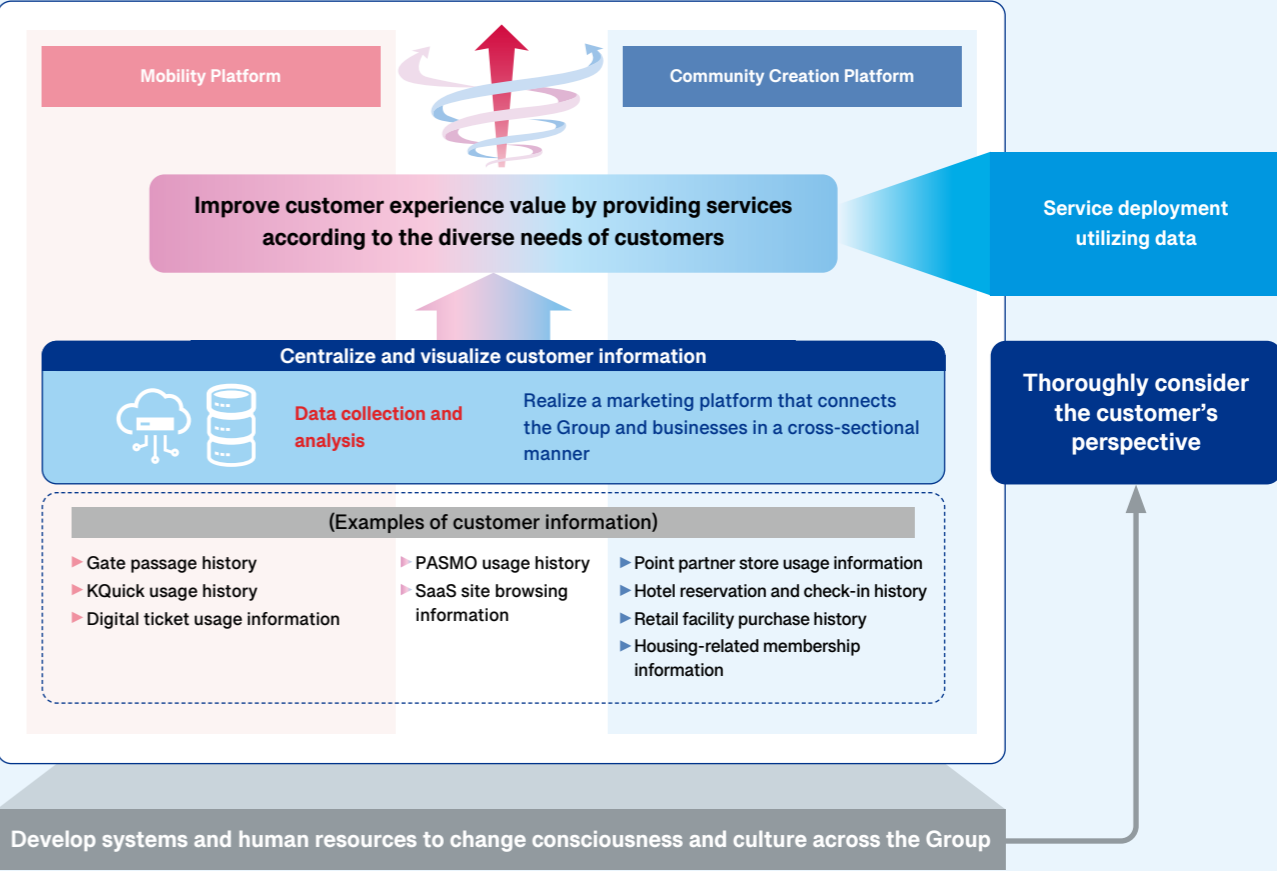 Mobility Platform
Community Creation Platform
Improve customer experience value by providing services
according to the diverse needs of customers
Service deployment
utilizing data
Centralize and visualize customer information
Data collection and
analysis
Realize a marketing platform that connects
the Group and businesses in a cross-sectional
manner
Thoroughly consider
the customer's
perspective
(Examples of customer information)
Gate passage history
KQuick usage history
Digital ticket usage information
PASMO usage history
SaaS site browsing
information
Point partner store usage information
Hotel reservation and check-in history
Retail facility purchase history
Housing-related membership
information
Develop systems and human resources to change consciousness and culture across the Group